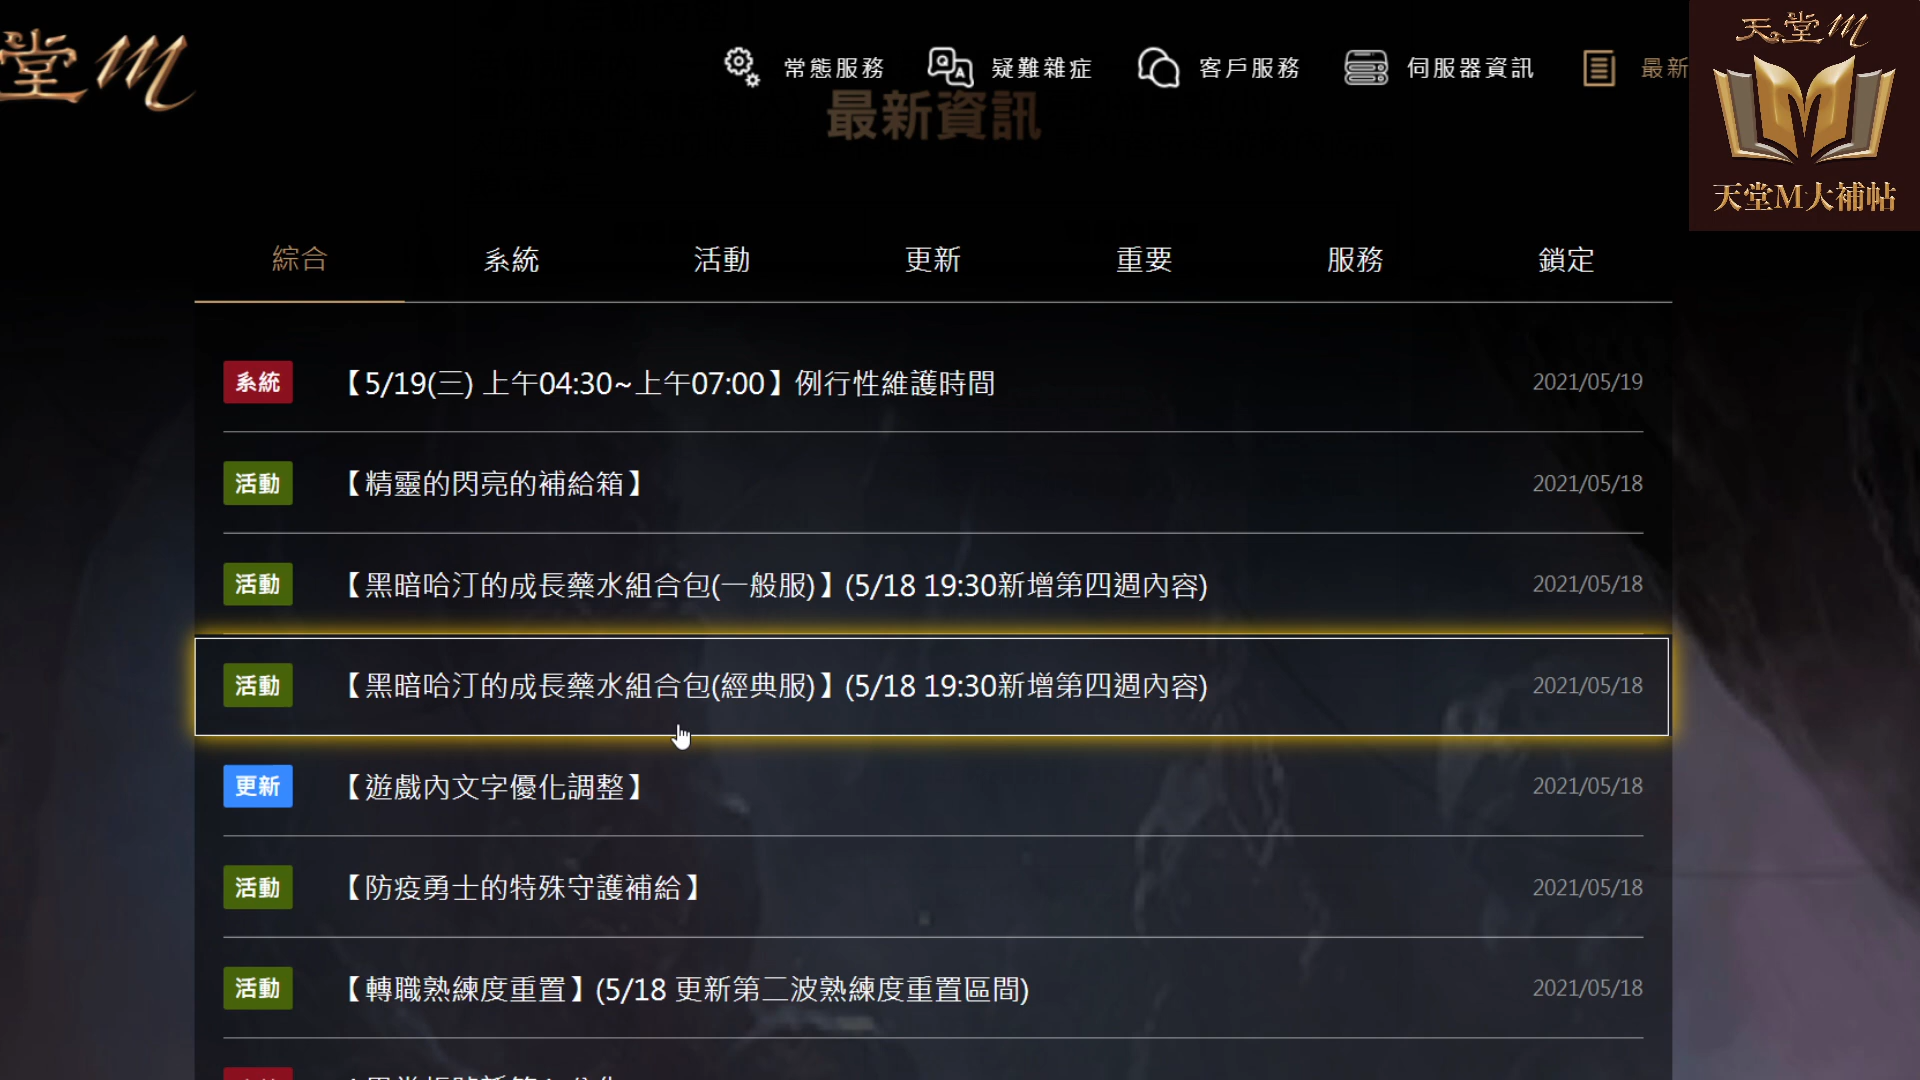 堂M
常態服務
疑難雜症
客戶服務
伺服器資訊
最新
天堂M
天堂M大補帖
最新資訊
綜合
系統
活動
更新
重要
服務
鎖定
系統 【5/19(三) 上午04:30~上午07:00】例行性維護時間 2021/05/19
活動 【精靈的閃亮的補給箱】 2021/05/18
活動 【黑暗哈汀的成長藥水組合包(一般服)】(5/18 19:30新增第四週內容) 2021/05/18
活動 【黑暗哈汀的成長藥水組合包(經典服)】(5/18 19:30新增第四週內容) 2021/05/18
更新 【遊戲內文字優化調整】 2021/05/18
活動 【防疫勇士的特殊守護補給】 2021/05/18
活動 【轉職熟練度重置】(5/18 更新第二波熟練度重置區間) 2021/05/18